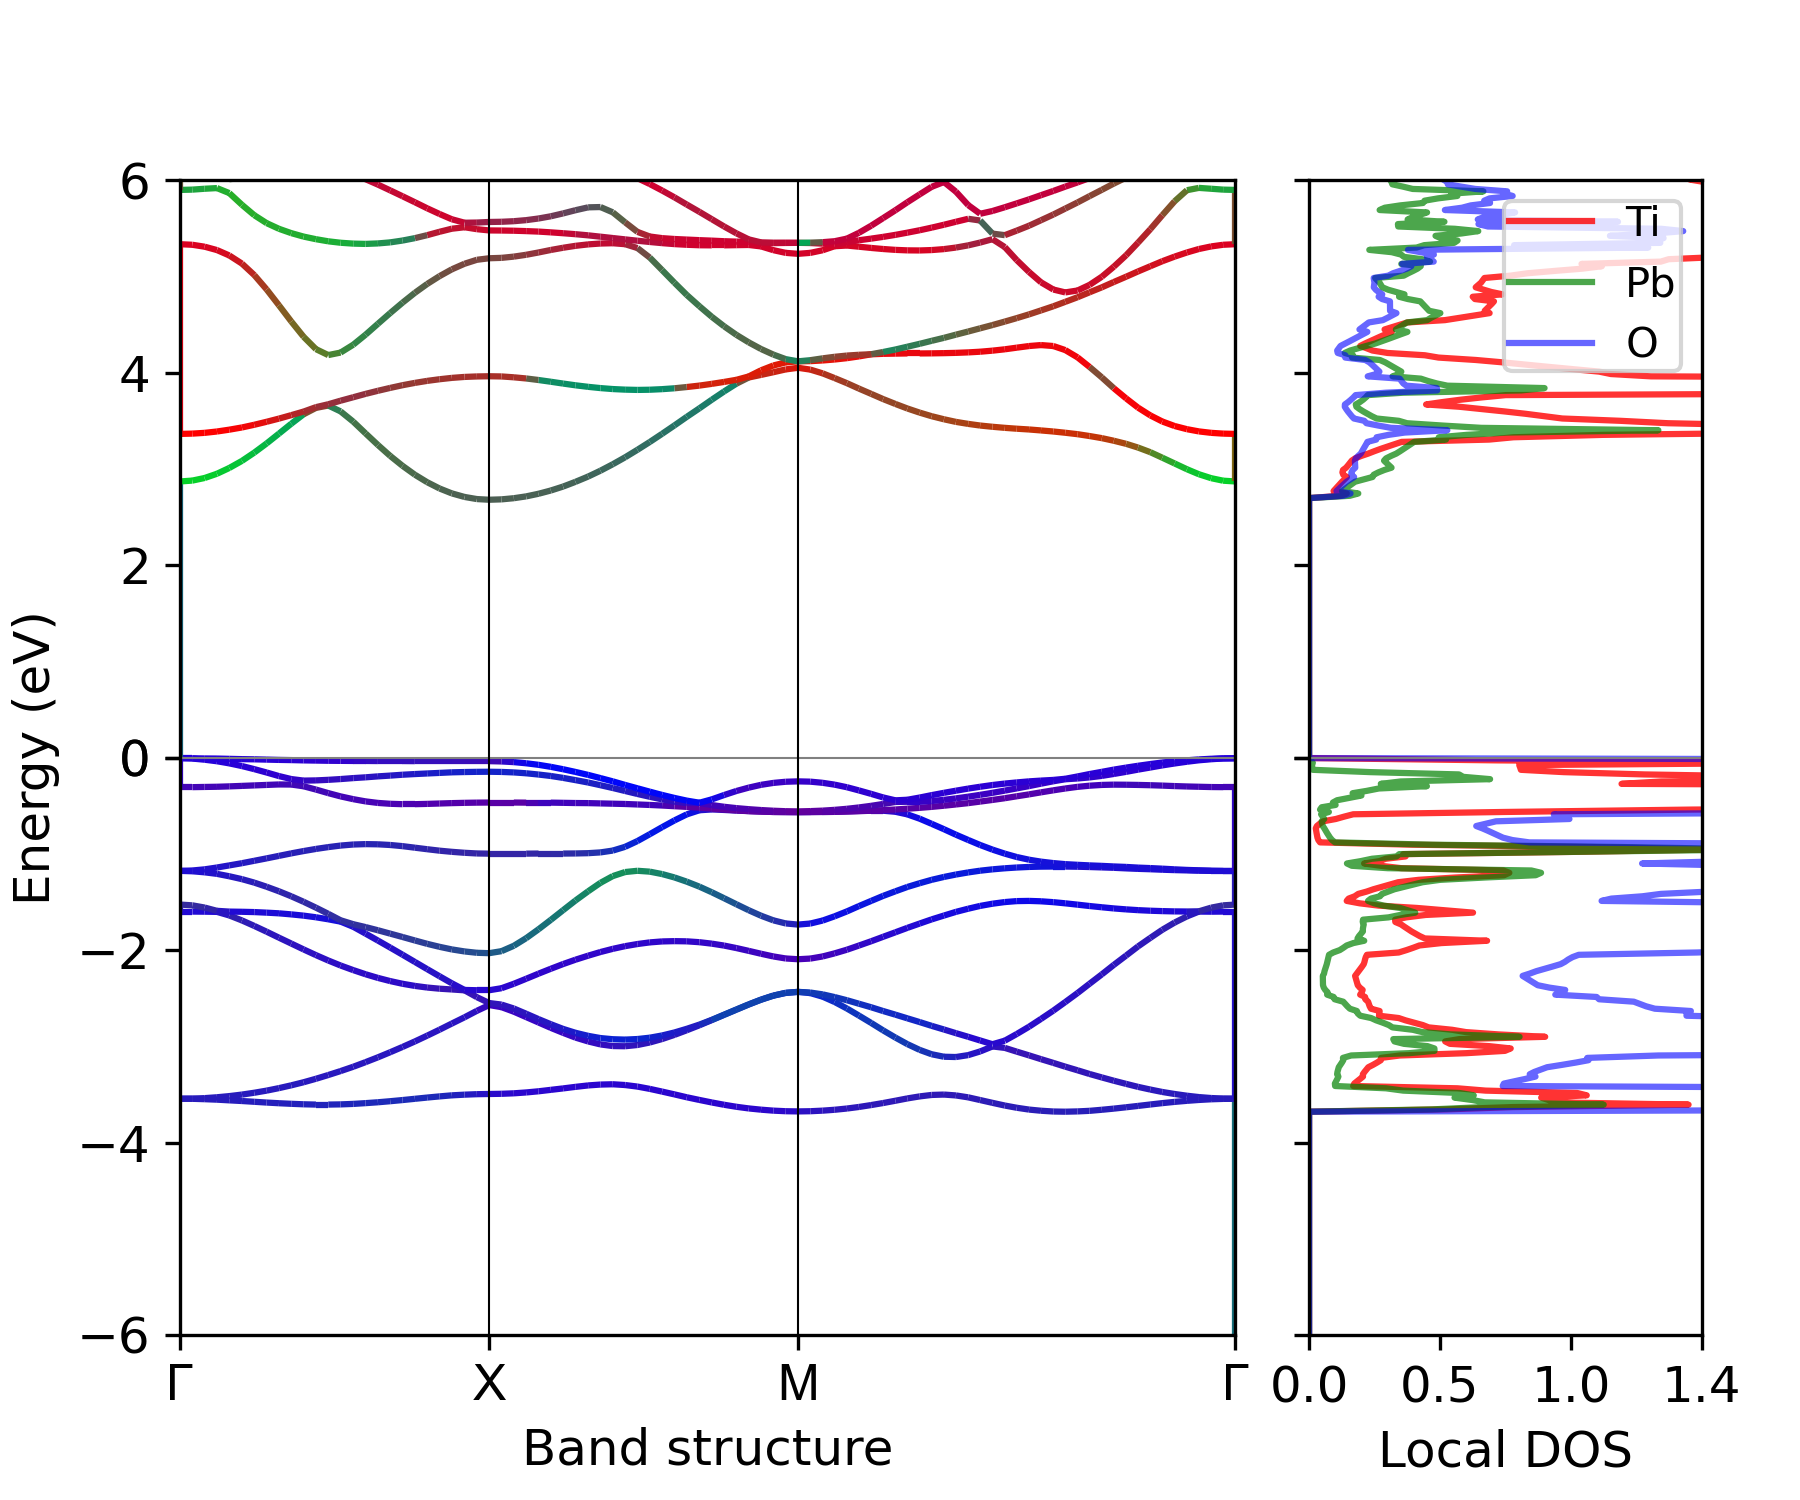 6
4
2
0
−2
−4
−6
Energy (eV)
Γ X M Γ
Band structure
Ti
Pb
O
0.0 0.5 1.0 1.4
Local DOS